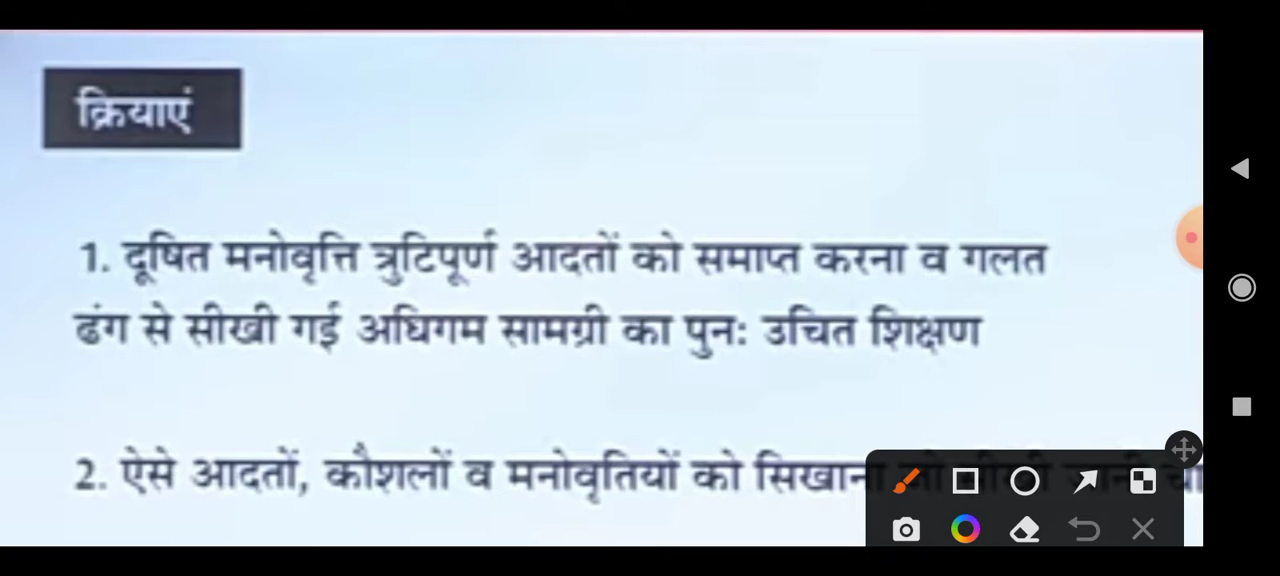 क्रियाएं
1. दूषित मनोवृत्ति त्रुटिपूर्ण आदतों को समाप्त करना व गलत
ढंग से सीखी गई अधिगम सामग्री का पुनः उचित शिक्षण
2. ऐसे आदतों, कौशलों व मनोवृतियों को सिखाना